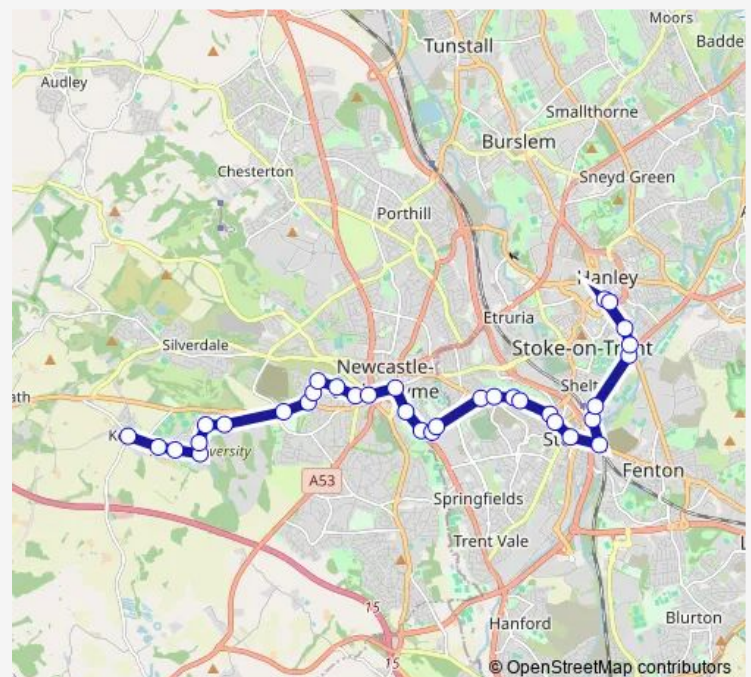 Moors
Tunstall
Badde
Audley
Smallthorne
Burslem
Chesterton
Sneyd Green
Porthill
Hanley
Etruria
Silverdale
Stoke-on-Trent
Newcastle-
yme
Shelt
ath
K
St
versity
Fenton
A53
Springfields
Trent Vale
15
Hanford
Blurton
15
© OpenStreetMap contributors